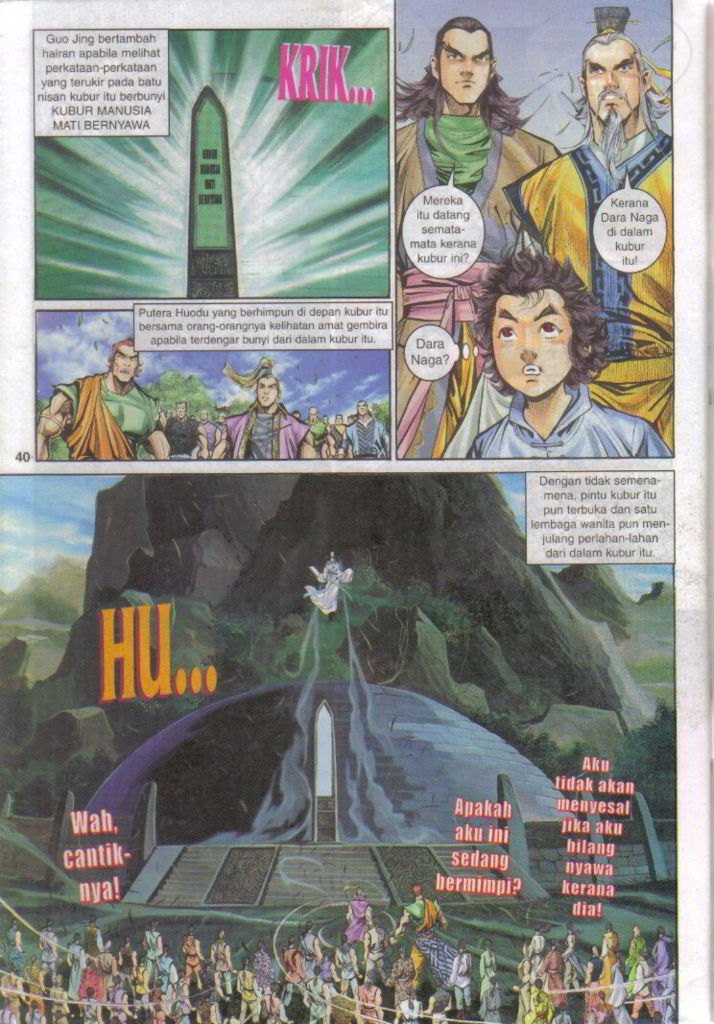 Guo Jing bertambah
hairan apabila melihat
perkataan-perkataan
yang terukir pada batu
nisan kubur itu berbunyi
KUBUR MANUSIA
MATI BERNYAWA
KRIK...
KUBUR
MANUSIA
MATI
BERNYAWA
Mereka
itu datang
semata-
mata kerana
kubur ini?
Kerana
Dara Naga
di dalam
kubur
itu!
Dara
Naga?
Putera Huodu yang berhimpun di depan kubur itu
bersama orang-orangnya kelihatan amat gembira
apabila terdengar bunyi dari dalam kubur itu.
40
Dengan tidak semena-
mena, pintu kubur itu
pun terbuka dan satu
lembaga wanita pun men-
julang perlahan-lahan
dari dalam kubur itu.
HU...
Wah,
cantik-
nya!
Apakah
aku ini
sedang
bermimpi?
Aku
tidak akan
menyesal
jika aku
hilang
nyawa
kerana
dia!